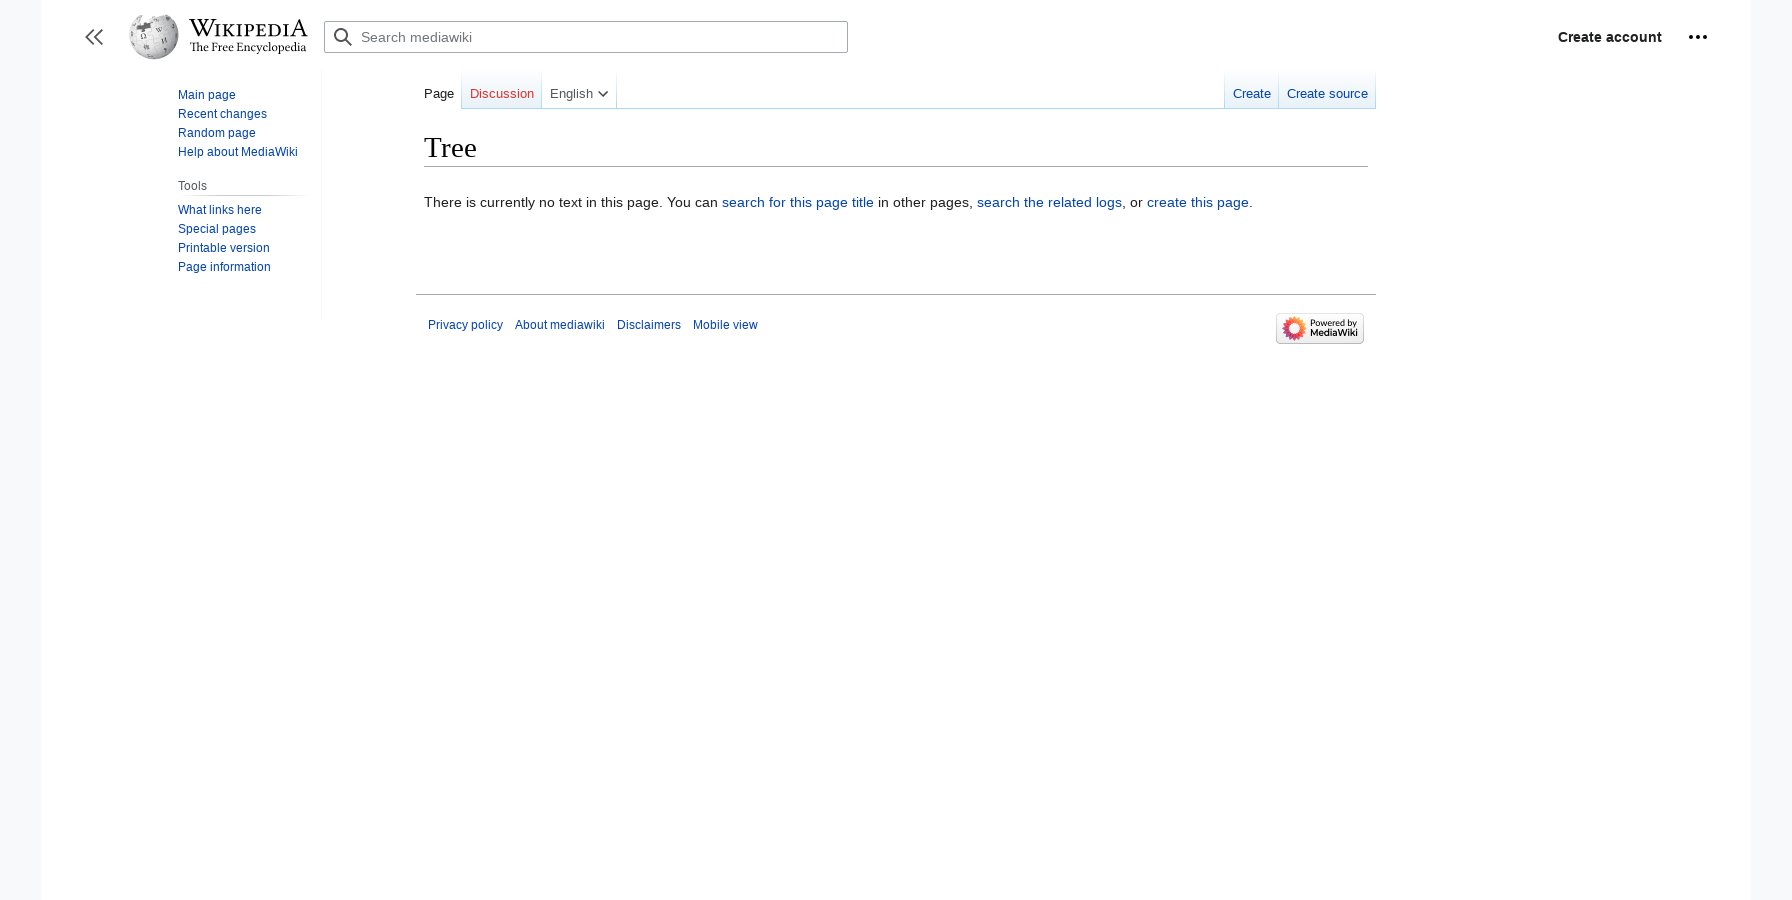 WIKIPEDIA
The Free Encyclopedia
Search mediawiki
Create account
Main page
Recent changes
Random page
Help about MediaWiki
Tools
What links here
Special pages
Printable version
Page information
Page Discussion English
Create Create source
Tree
There is currently no text in this page. You can search for this page title in other pages, search the related logs, or create this page.
Privacy policy About mediawiki Disclaimers Mobile view
Powered by
MediaWiki